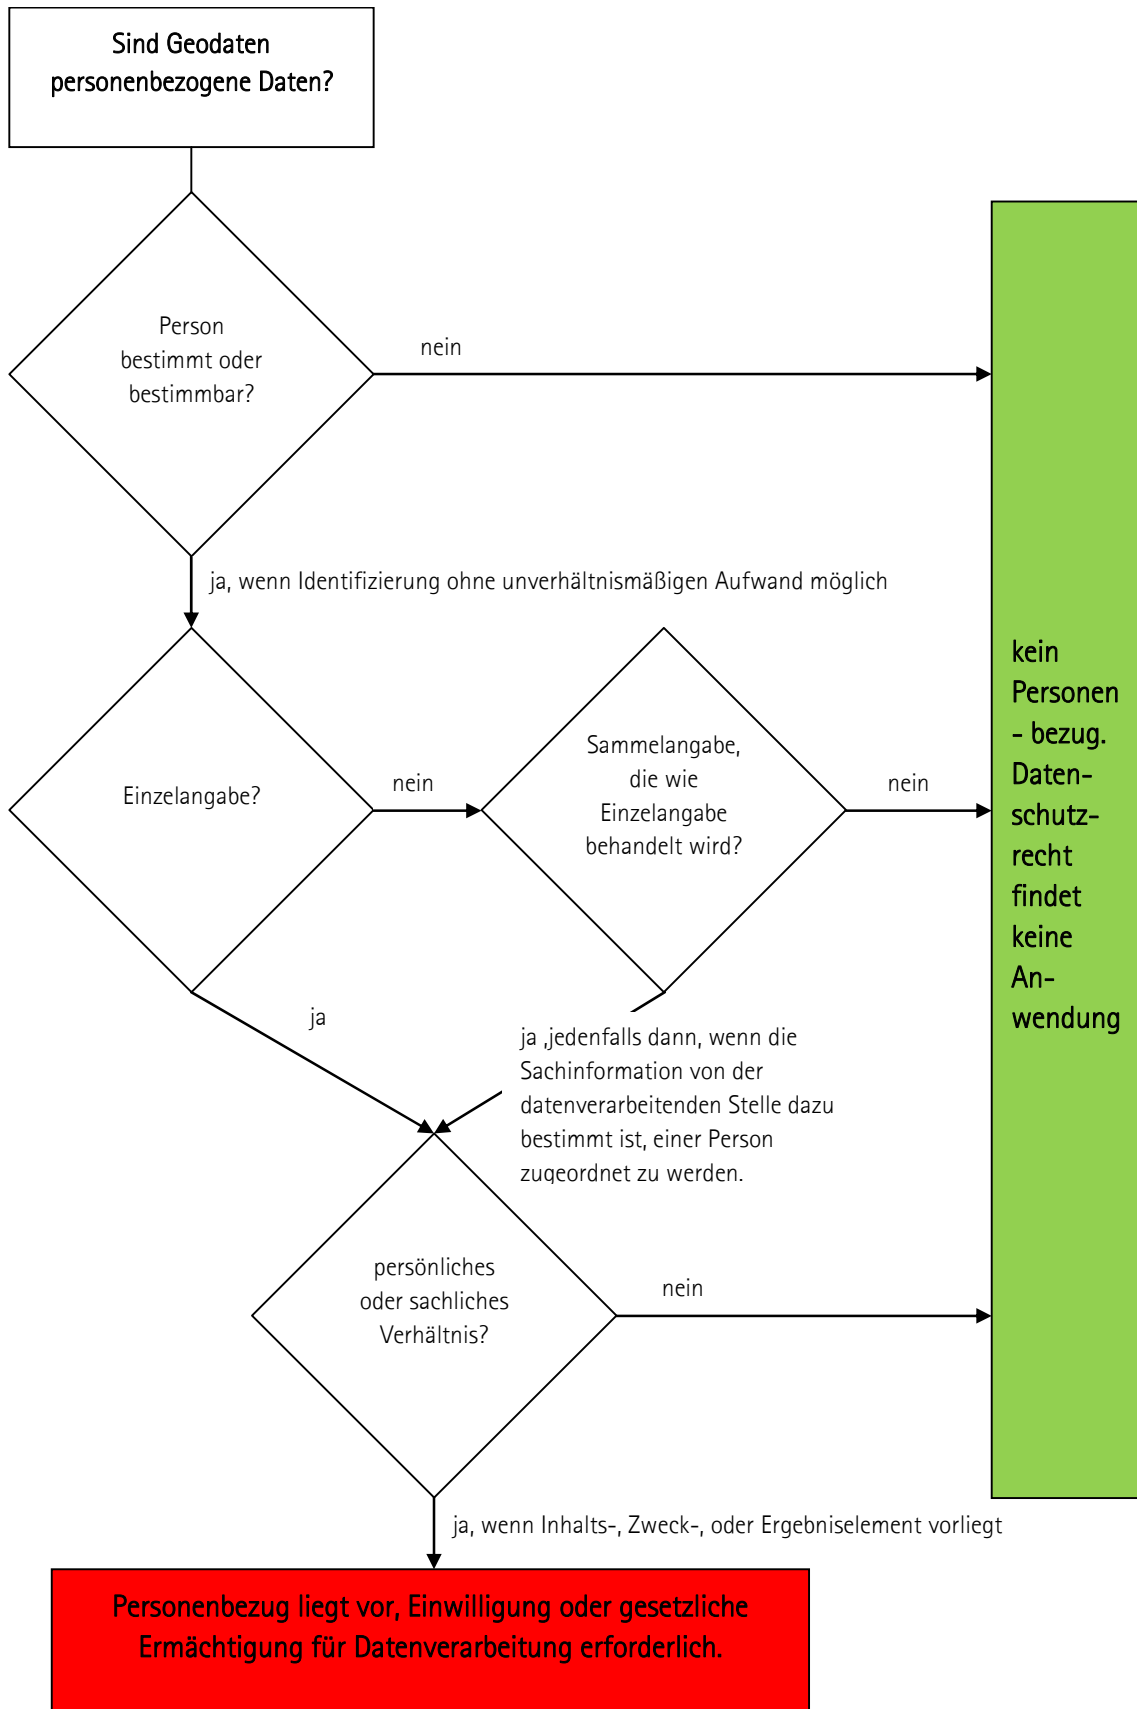 Sind Geodaten
personenbezogene Daten?
Person
bestimmt oder
bestimmbar?
nein
ja, wenn Identifizierung ohne unverhältnismäßigen Aufwand möglich
Einzelangabe?
nein
Sammelangabe,
die wie
Einzelangabe
behandelt wird?
nein
kein
Personen
- bezug.
Daten-
schutz-
recht
findet
keine
An-
wendung
ja
ja ,jedenfalls dann, wenn die
Sachinformation von der
datenverarbeitenden Stelle dazu
bestimmt ist, einer Person
zugeordnet zu werden.
persönliches
oder sachliches
Verhältnis?
nein
ja, wenn Inhalts-, Zweck-, oder Ergebniselement vorliegt
Personenbezug liegt vor, Einwilligung oder gesetzliche
Ermächtigung für Datenverarbeitung erforderlich.